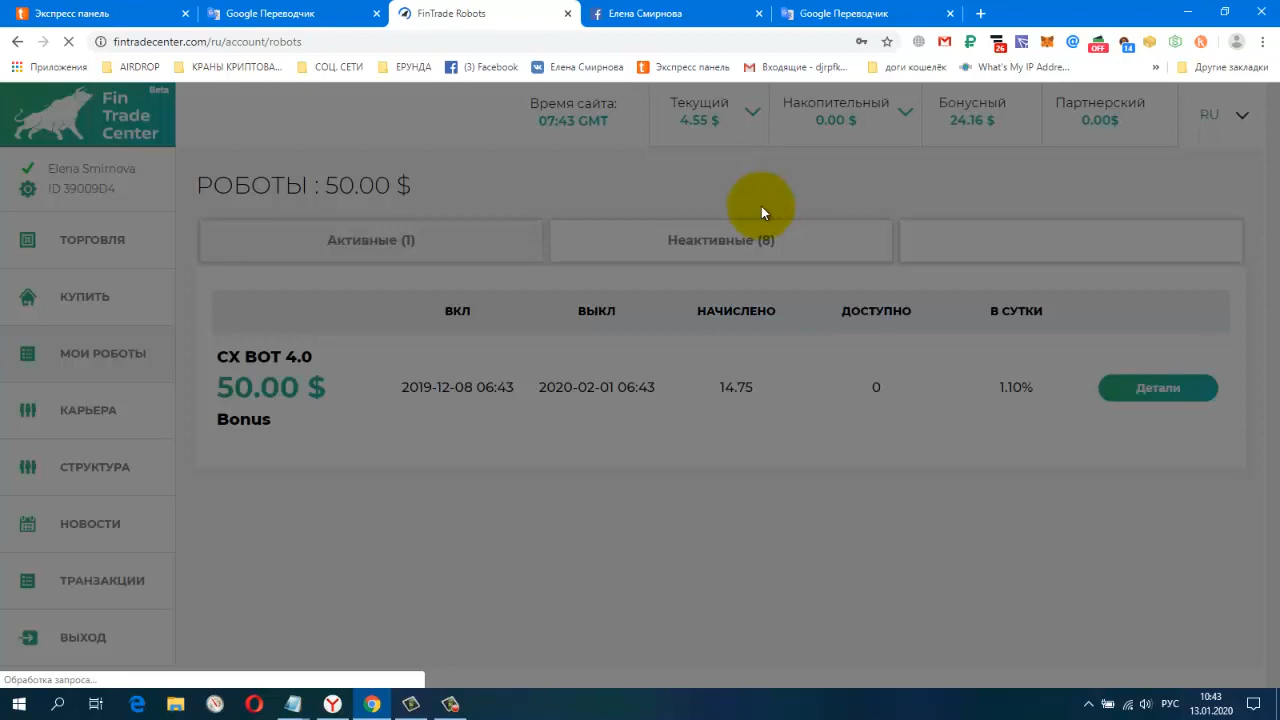 Экспресс панель
Google Переводчик
FinTrade Robots
Елена Смирнова
Google Переводчик
fintradecenter.com/ru/account/robots
26
OFF
14
Приложения
AIRDROP
КРАНЫ КРИПТОВА...
СОЦ. СЕТИ
ЕРУНДА
(3) Facebook
Елена Смирнова
Экспресс панель
Входящие - djrpfk...
доги кошелёк
What's My IP Addre...
»
Другие закладки
Fin Beta
Trade
Center
Время сайта:
07:43 GMT
Текущий
4.55 $
Накопительный
0.00 $
Бонусный
24.16 $
Партнерский
0.00$
RU
Elena Smirnova
ID 39009D4
ТОРГОВЛЯ
КУПИТЬ
МОИ РОБОТЫ
КАРЬЕРА
СТРУКТУРА
НОВОСТИ
ТРАНЗАКЦИИ
ВЫХОД
РОБОТЫ : 50.00 $
Активные (1)
Неактивные (8)
ВКЛ
ВЫКЛ
НАЧИСЛЕНО
ДОСТУПНО
В СУТКИ
CX BOT 4.0
50.00 $
Bonus
2019-12-08 06:43
2020-02-01 06:43
14.75
0
1.10%
Детали
Обработка запроса...
РУС
10:43
13.01.2020